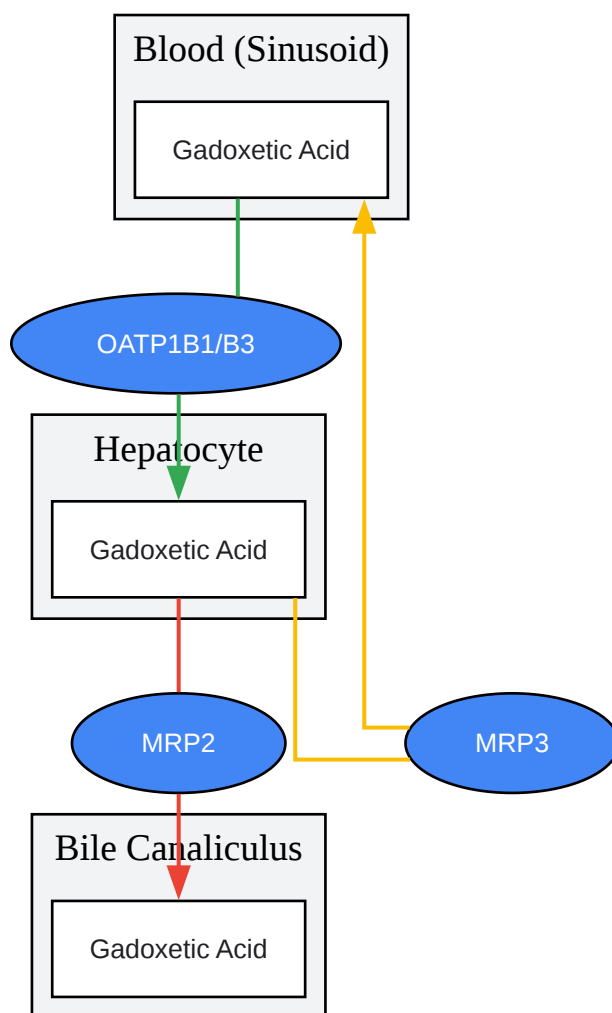 Blood (Sinusoid)
Gadoxetic Acid
OATP1B1/B3
Hepatocyte
Gadoxetic Acid
MRP2
MRP3
Bile Canaliculus
Gadoxetic Acid